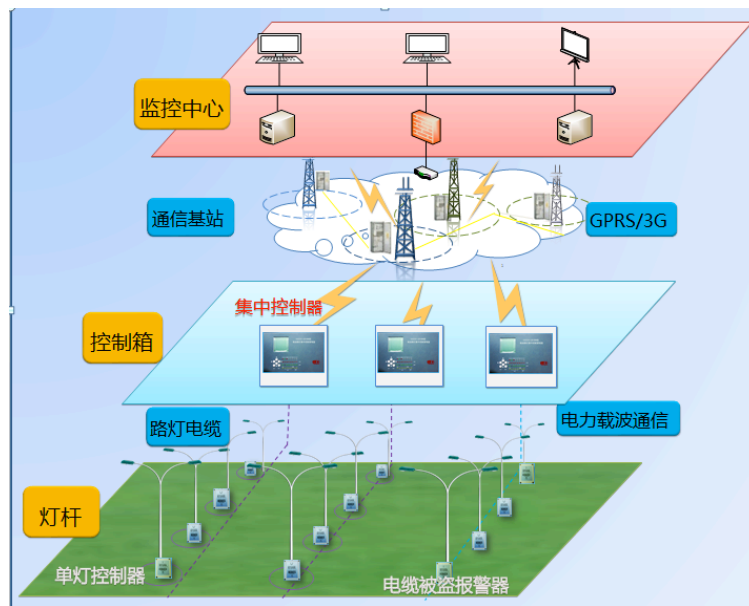 监控中心
通信基站
GPRS/3G
集中控制器
控制箱
路灯电缆
电力载波通信
灯杆
单灯控制器
电缆被盗报警器